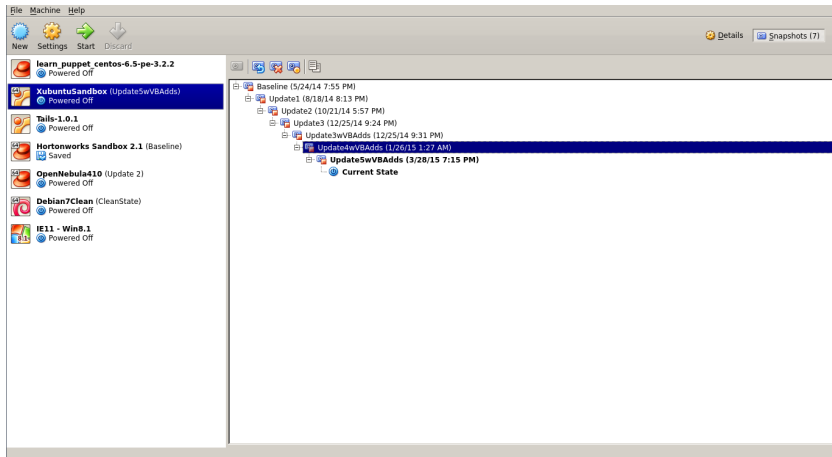 File Machine Help
New Settings Start Discard
Details Snapshots (7)
learn_puppet_centos-6.5-pe-3.2.2
Powered Off
XubuntuSandbox (Update5wVBAdds)
Powered Off
Tails-1.0.1
Powered Off
Hortonworks Sandbox 2.1 (Baseline)
Saved
OpenNebula410 (Update 2)
Powered Off
Debian7Clean (CleanState)
Powered Off
IE11 - Win8.1
Powered Off
Baseline (5/24/14 7:55 PM)
Update1 (8/18/14 8:13 PM)
Update2 (10/21/14 5:57 PM)
Update3 (12/25/14 9:24 PM)
Update3wVBAdds (12/25/14 9:31 PM)
Update4wVBAdds (1/26/15 1:27 AM)
Update5wVBAdds (3/28/15 7:15 PM)
Current State